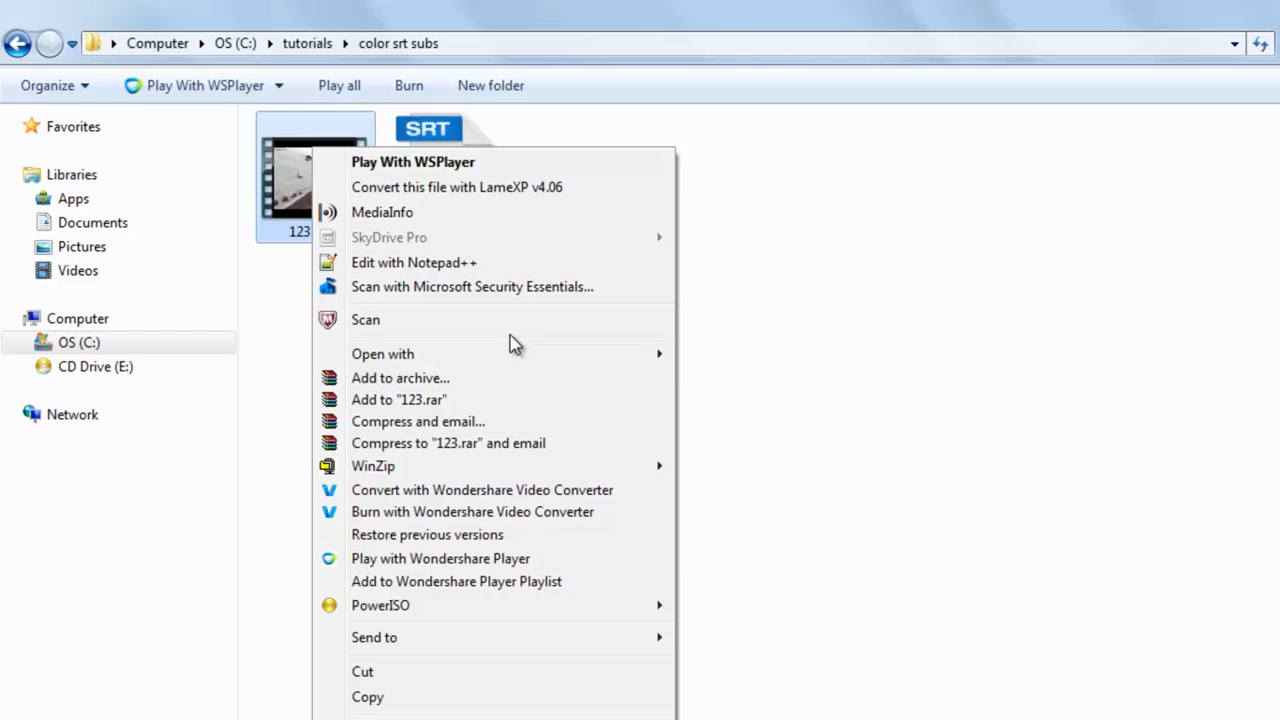 Computer OS (C:) tutorials color srt subs
Organize Play With WSPlayer Play all Burn New folder
Favorites
Libraries
Apps
Documents
Pictures
Videos
Computer
OS (C:)
CD Drive (E:)
Network
SRT
123
Play With WSPlayer
Convert this file with LameXP v4.06
MediaInfo
SkyDrive Pro
Edit with Notepad++
Scan with Microsoft Security Essentials...
Scan
Open with
Add to archive...
Add to "123.rar"
Compress and email...
Compress to "123.rar" and email
WinZip
Convert with Wondershare Video Converter
Burn with Wondershare Video Converter
Restore previous versions
Play with Wondershare Player
Add to Wondershare Player Playlist
PowerISO
Send to
Cut
Copy